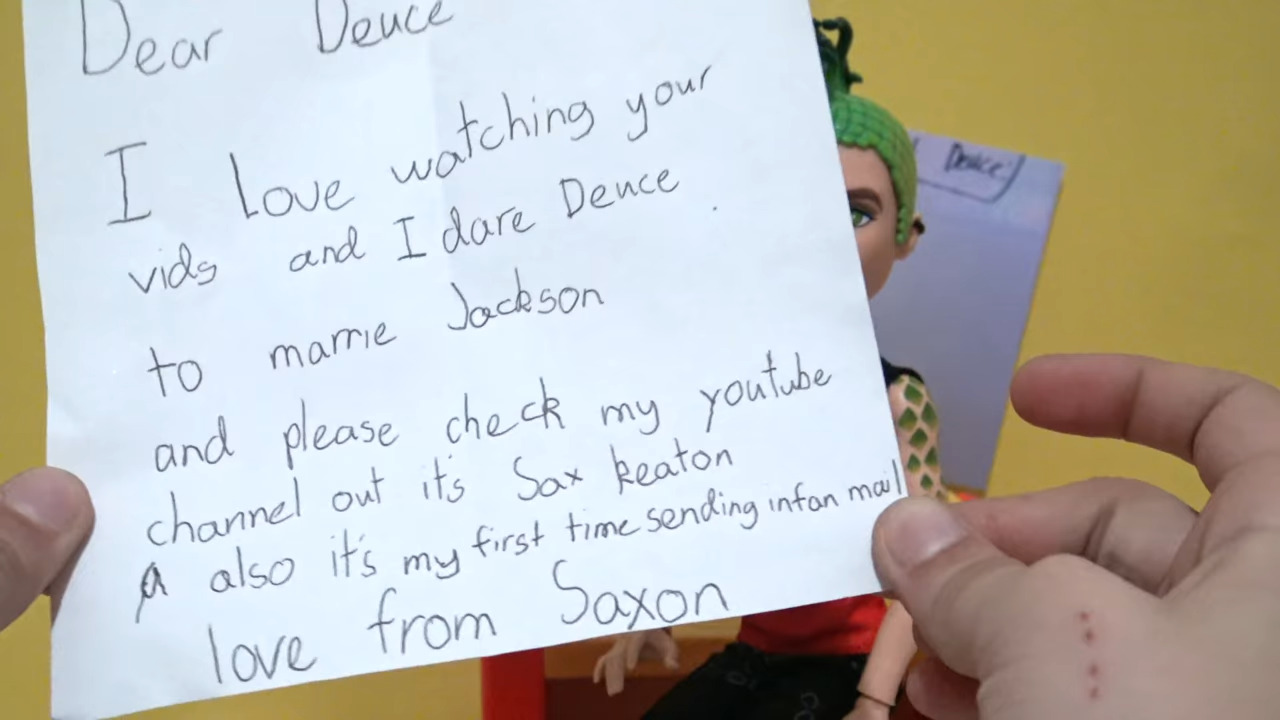 Dear Deuce
I love watching your
vids and I dare Deuce
to marrie Jackson
and please check my youtube
channel out it's Sax keaton
a also it's my first time sending infan mail
love from Saxon
Deuce